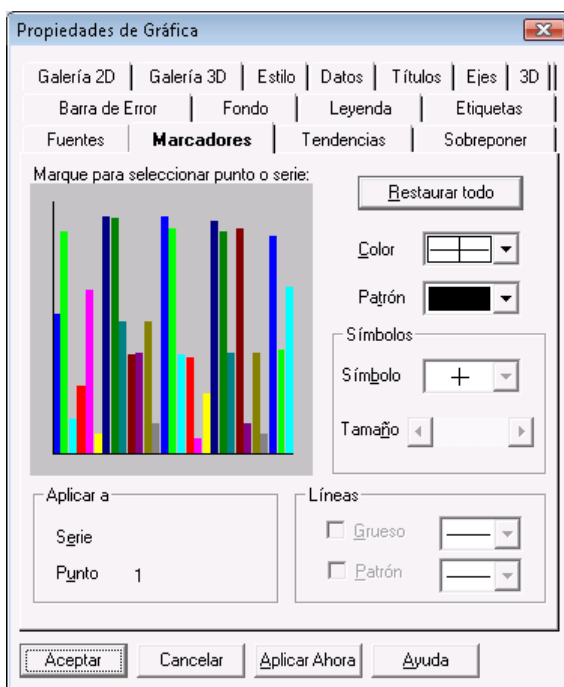 Propiedades de Gráfica
Galería 2D Galería 3D Estilo Datos Títulos Ejes 3D
Barra de Error Fondo Leyenda Etiquetas
Fuentes Marcadores Tendencias Sobreponer
Marque para seleccionar punto o serie:
Restaurar todo
Color
Patrón
Símbolos
Símbolo
Tamaño
Aplicar a
Serie
Punto 1
Líneas
Grueso
Patrón
Aceptar Cancelar Aplicar Ahora Ayuda